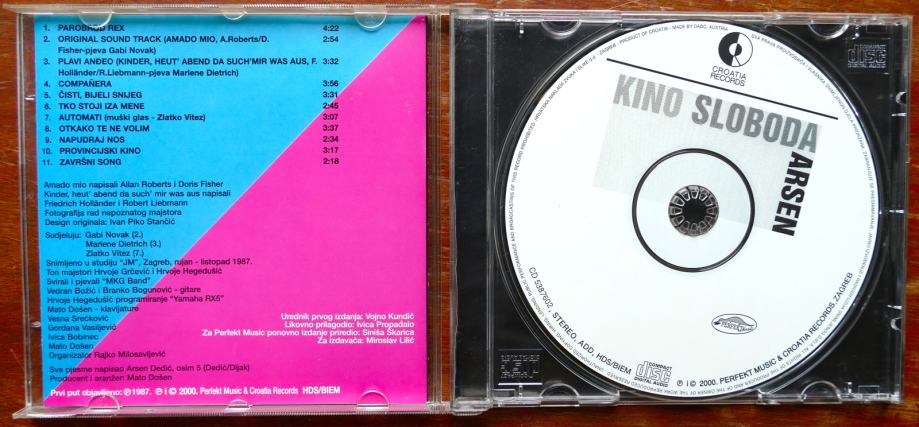 1. PAROBROD REX 4:22
2. ORIGINAL SOUND TRACK (AMADO MIO, A.Roberts/D. 2:54
Fisher-pjeva Gabi Novak)
3. PLAVI ANĐEO (KINDER, HEUT' ABEND DA SUCH'MIR WAS AUS, F. 3:32
Holländer/R.Liebmann-pjeva Marlene Dietrich)
4. COMPAÑERA 3:56
5. ČISTI, BIJELI SNIJEG 3:31
6. TKO STOJI IZA MENE 2:45
7. AUTOMATI (muški glas - Zlatko Vitez) 3:07
8. OTKAKO TE NE VOLIM 3:37
9. NAPUDRAJ NOS 2:34
10. PROVINCIJSKI KINO 3:17
11. ZAVRŠNI SONG 2:18
Amado mio napisali Allan Roberts i Doris Fisher
Kinder, heut' abend da such' mir was aus napisali
Friedrich Holländer i Robert Liebmann
Fotografija rad nepoznatog majstora
Design originala: Ivan Piko Stančić
Sudjeluju: Gabi Novak (2.)
Marlene Dietrich (3.)
Zlatko Vitez (7.)
Snimljeno u studiju "JM", Zagreb, rujan - listopad 1987.
Ton majstori Hrvoje Grčević i Hrvoje Hegedušić
Svirali i pjevali "MKG Band"
Vedran Božić i Branko Bogunović - gitare
Hrvoje Hegedušić programiranje "Yamaha RX5"
Mato Došen - klavijature
Vesna Srećković
Gordana Vasiljević
Ivica Bobinec
Mato Došen
Organizator Rajko Milosavljević
Sve pjesme napisao Arsen Dedić, osim 5 (Dedić/Dijak)
Producent i aranžer: Mato Došen
Urednik prvog izdanja: Vojno Kundić
Likovno prilagodio: Ivica Propadalo
Za Perfekt Music ponovno izdanje priredio: Siniša Škarica
Za izdavača: Miroslav Lilić
Prvi put objavljeno: ℗1987. ℗ i © 2000. Perfekt Music & Croatia Records HDS/BIEM
CROATIA
RECORDS
KINO SLOBODA
ARSEN
CD 5387602, STEREO, ADD, HDS/BIEM
℗ i © 2000. PERFEKT MUSIC & CROATIA RECORDS, ZAGREB
COMPACT
disc
DIGITAL AUDIO
ZAGREB - PRODUCT OF CROATIA - MADE BY DADC, AUSTRIA.
COMPACT
disc